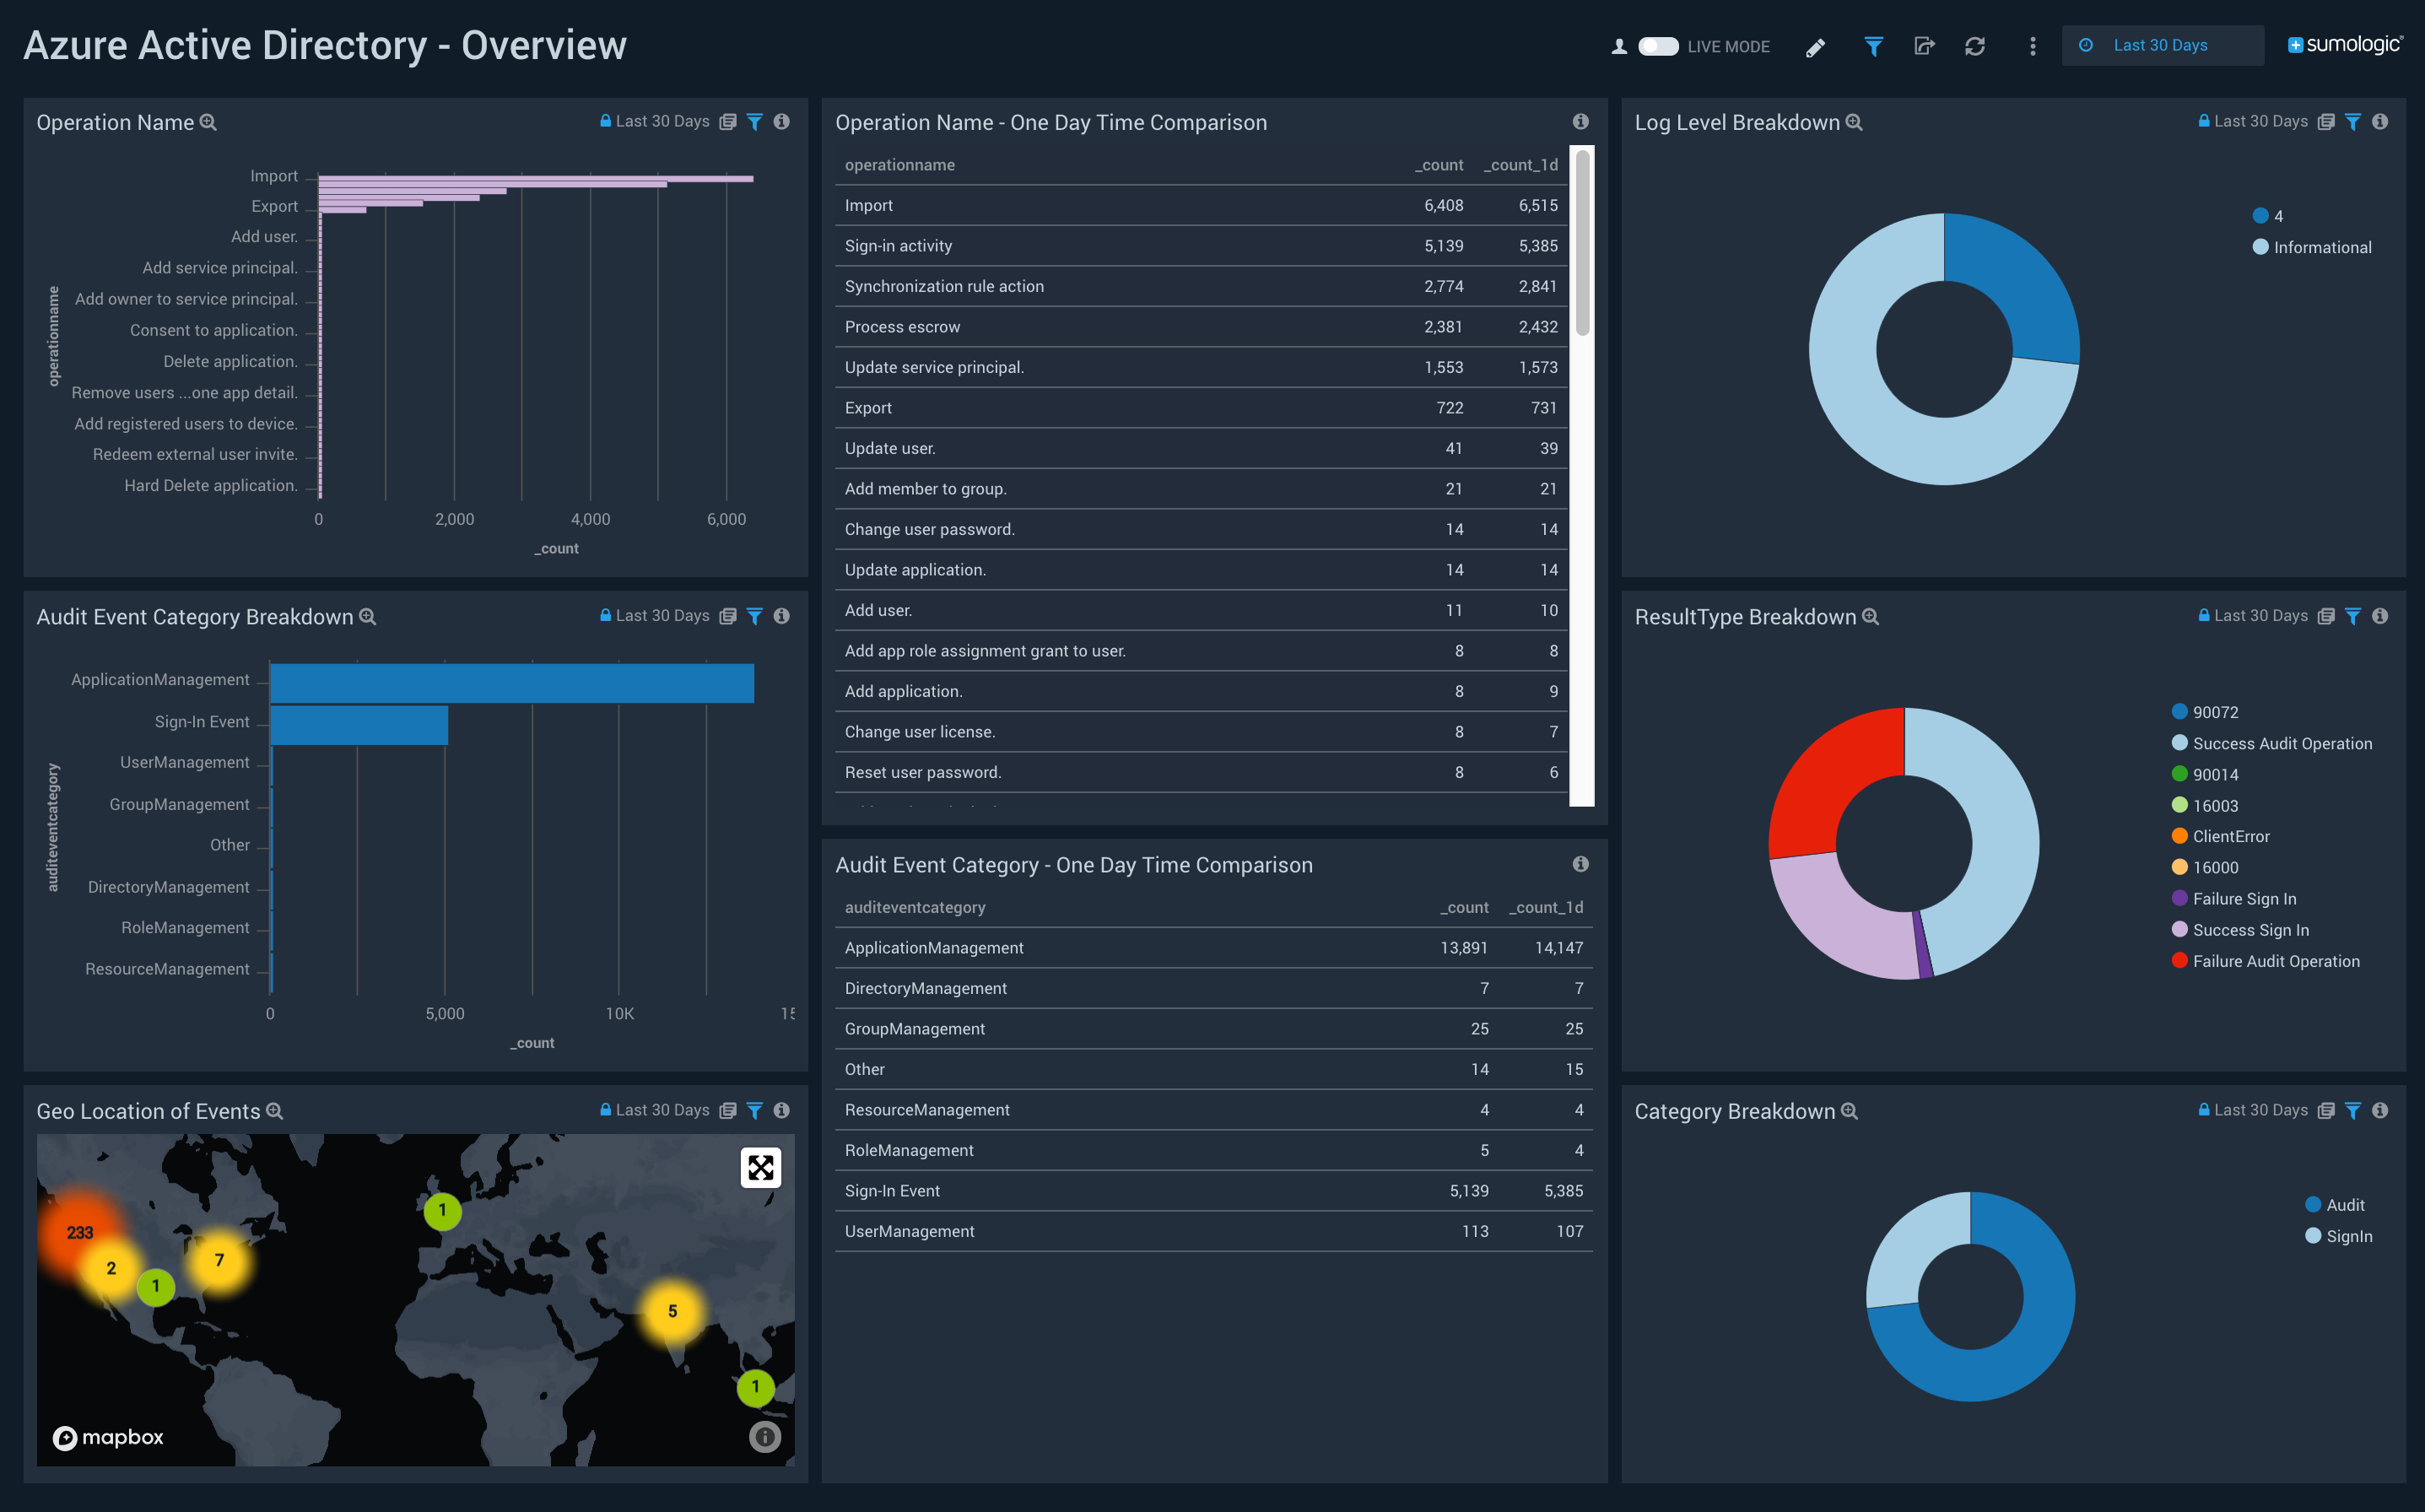 Azure Active Directory - Overview
LIVE MODE
Last 30 Days
sumologic
Operation Name
Last 30 Days
operationname
Import
Export
Add user.
Add service principal.
Add owner to service principal.
Consent to application.
Delete application.
Remove users ...one app detail.
Add registered users to device.
Redeem external user invite.
Hard Delete application.
0 2,000 4,000 6,000
_count
Audit Event Category Breakdown
Last 30 Days
auditeventcategory
ApplicationManagement
Sign-In Event
UserManagement
GroupManagement
Other
DirectoryManagement
RoleManagement
ResourceManagement
0 5,000 10K 15
_count
Geo Location of Events
Last 30 Days
233
2
1
7
1
5
1
mapbox
Operation Name - One Day Time Comparison
operationname _count _count_1d
Import 6,408 6,515
Sign-in activity 5,139 5,385
Synchronization rule action 2,774 2,841
Process escrow 2,381 2,432
Update service principal. 1,553 1,573
Export 722 731
Update user. 41 39
Add member to group. 21 21
Change user password. 14 14
Update application. 14 14
Add user. 11 10
Add app role assignment grant to user. 8 8
Add application. 8 9
Change user license. 8 7
Reset user password. 8 6
Audit Event Category - One Day Time Comparison
auditeventcategory _count _count_1d
ApplicationManagement 13,891 14,147
DirectoryManagement 7 7
GroupManagement 25 25
Other 14 15
ResourceManagement 4 4
RoleManagement 5 4
Sign-In Event 5,139 5,385
UserManagement 113 107
Log Level Breakdown
Last 30 Days
4
Informational
ResultType Breakdown
Last 30 Days
90072
Success Audit Operation
90014
16003
ClientError
16000
Failure Sign In
Success Sign In
Failure Audit Operation
Category Breakdown
Last 30 Days
Audit
SignIn